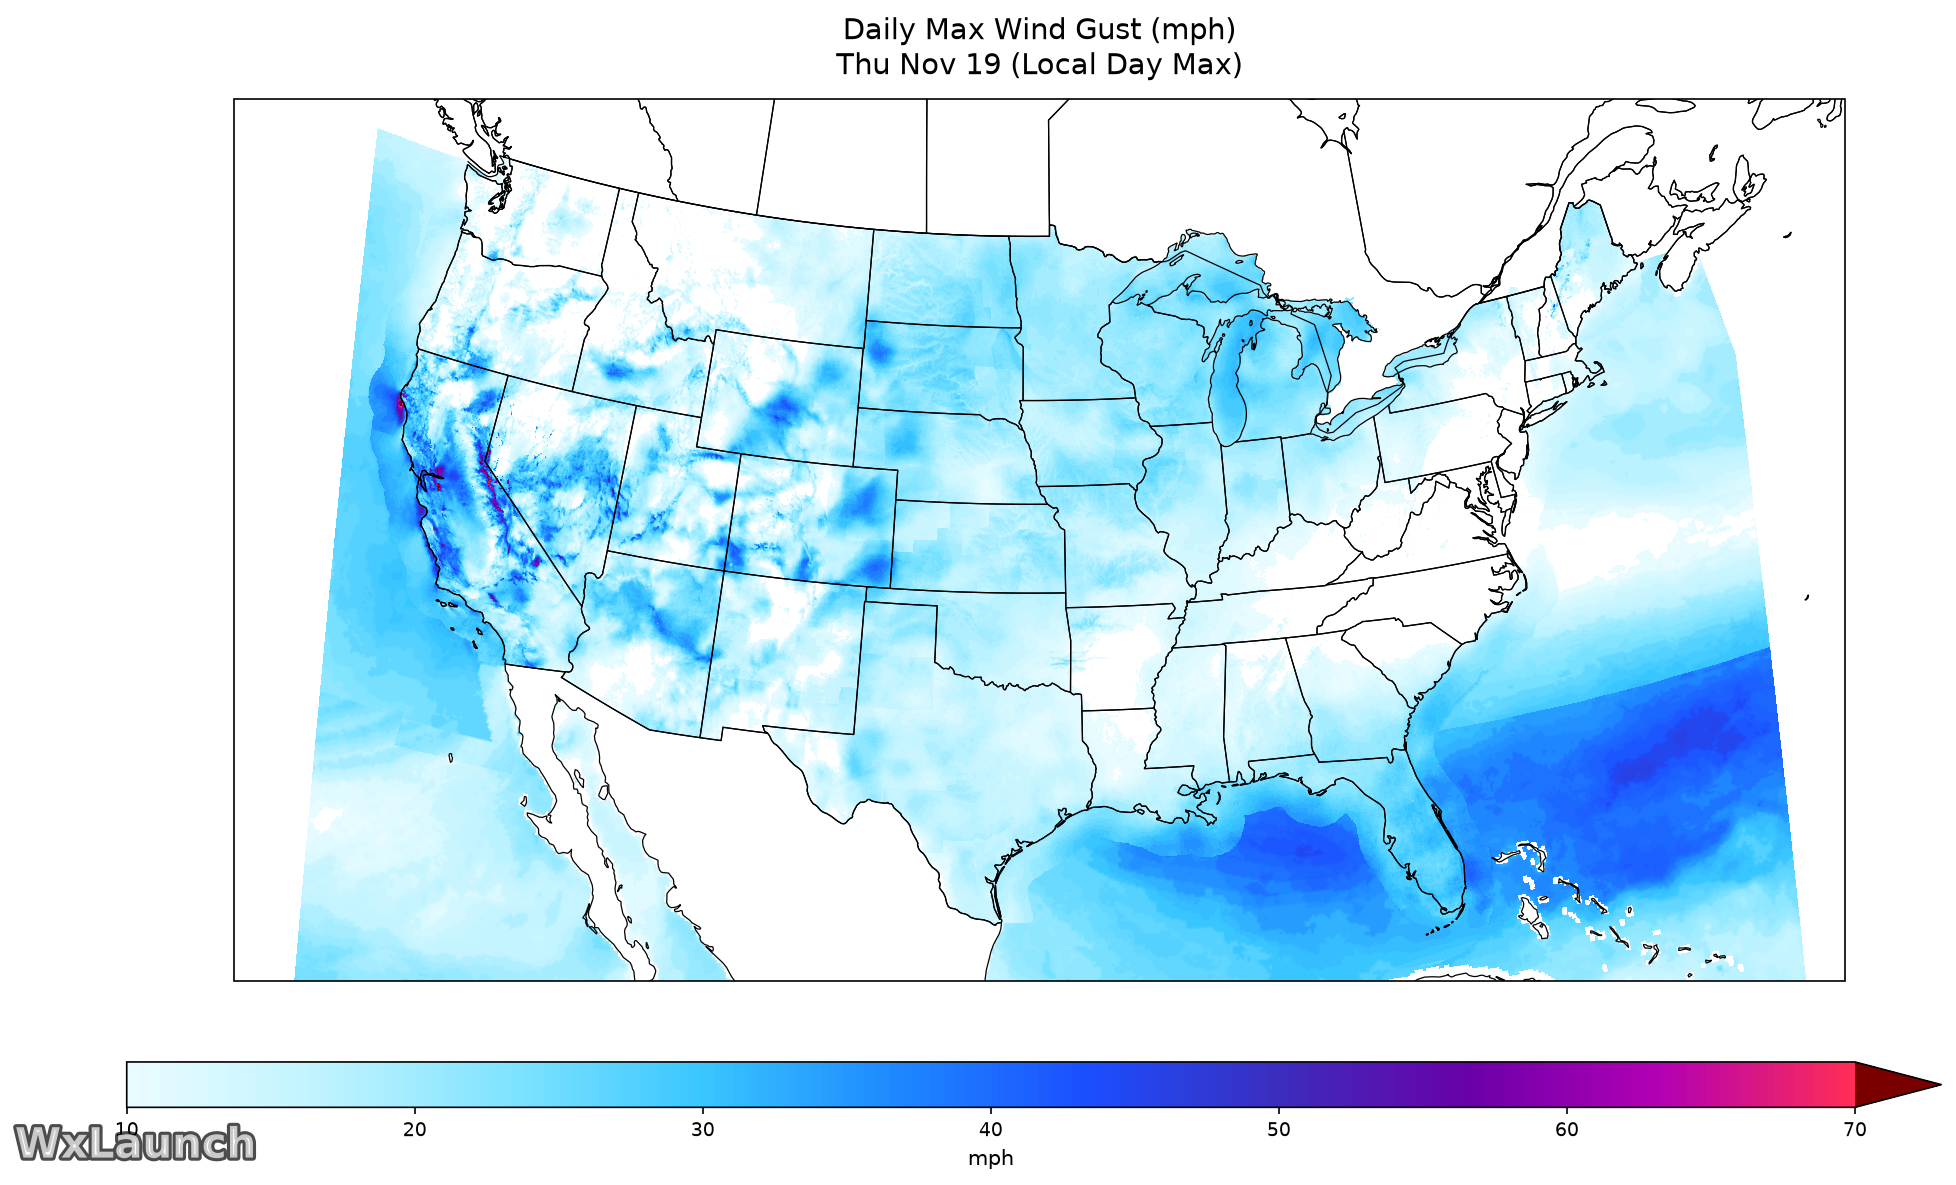 Daily Max Wind Gust (mph)
Thu Nov 19 (Local Day Max)
10 20 30 40 50 60 70
mph
WxLaunch